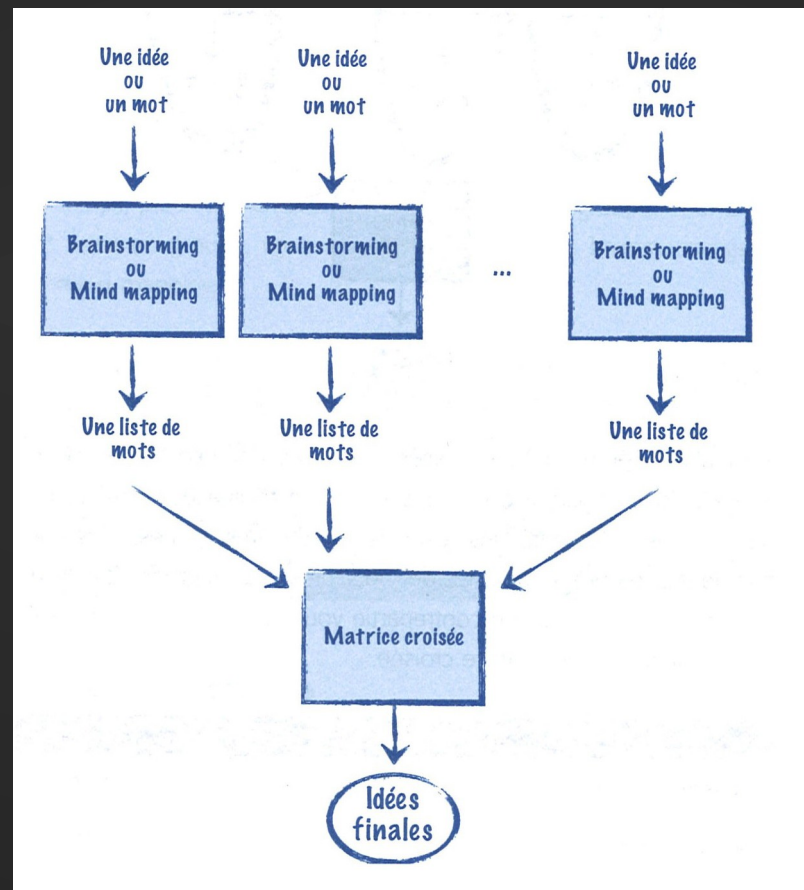 Une idée
ou
un mot
Une idée
ou
un mot
Une idée
ou
un mot
Brainstorming
ou
Mind mapping
Brainstorming
ou
Mind mapping
...
Brainstorming
ou
Mind mapping
Une liste de
mots
Une liste de
mots
Une liste de
mots
Matrice croisée
Idées
finales